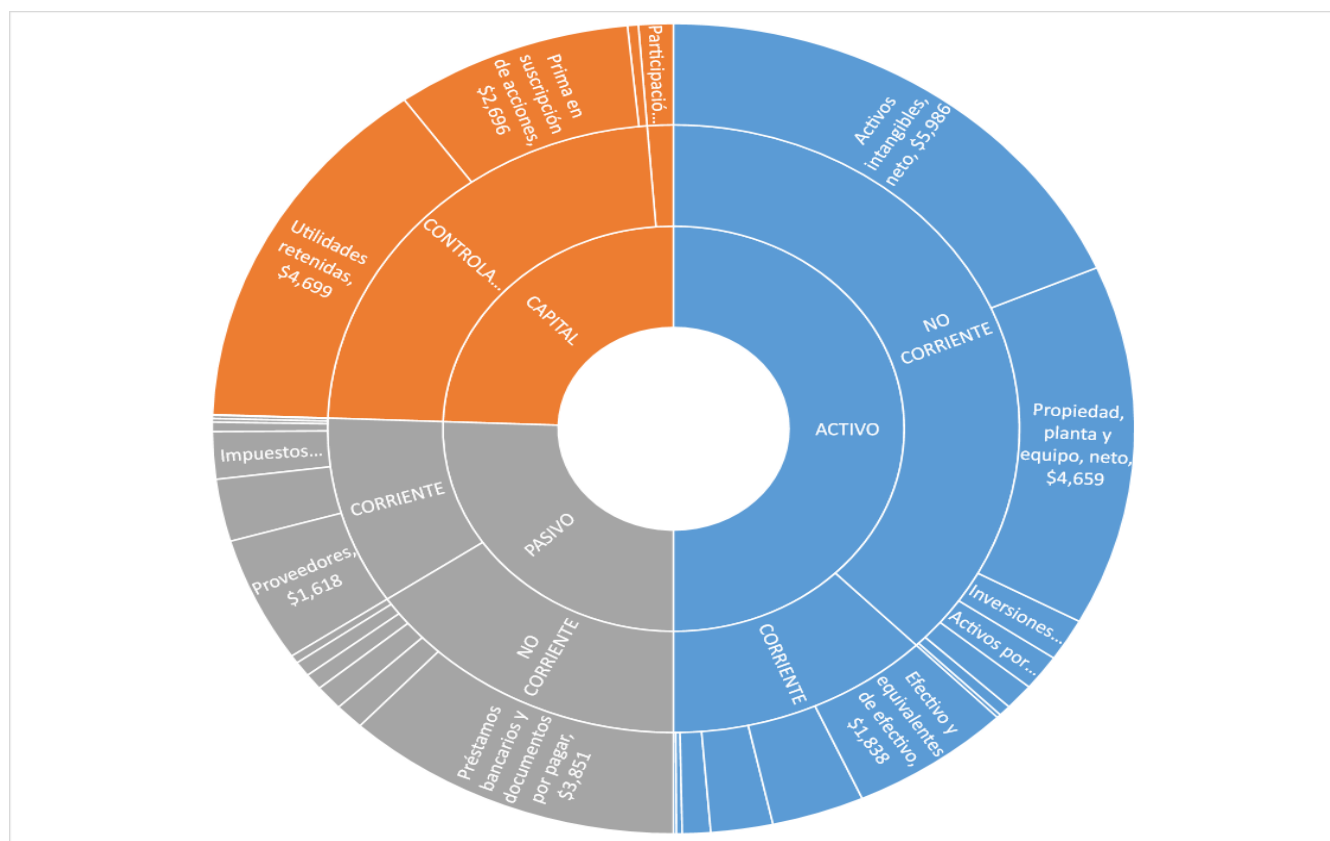 Participació...
Prima en
suscripción
de acciones,
$2,696
Utilidades
retenidas,
$4,699
CONTROLA...
CAPITAL
Activos
intangibles,
neto, $5,986
NO
CORRIENTE
ACTIVO
Propiedad,
planta y
equipo, neto,
$4,659
Inversiones...
Activos por...
CORRIENTE
Efectivo y
equivalentes
de efectivo,
$1,838
Impuestos...
CORRIENTE
PASIVO
Proveedores,
$1,618
NO
CORRIENTE
Préstamos
bancarios y
documentos
por pagar,
$3,851